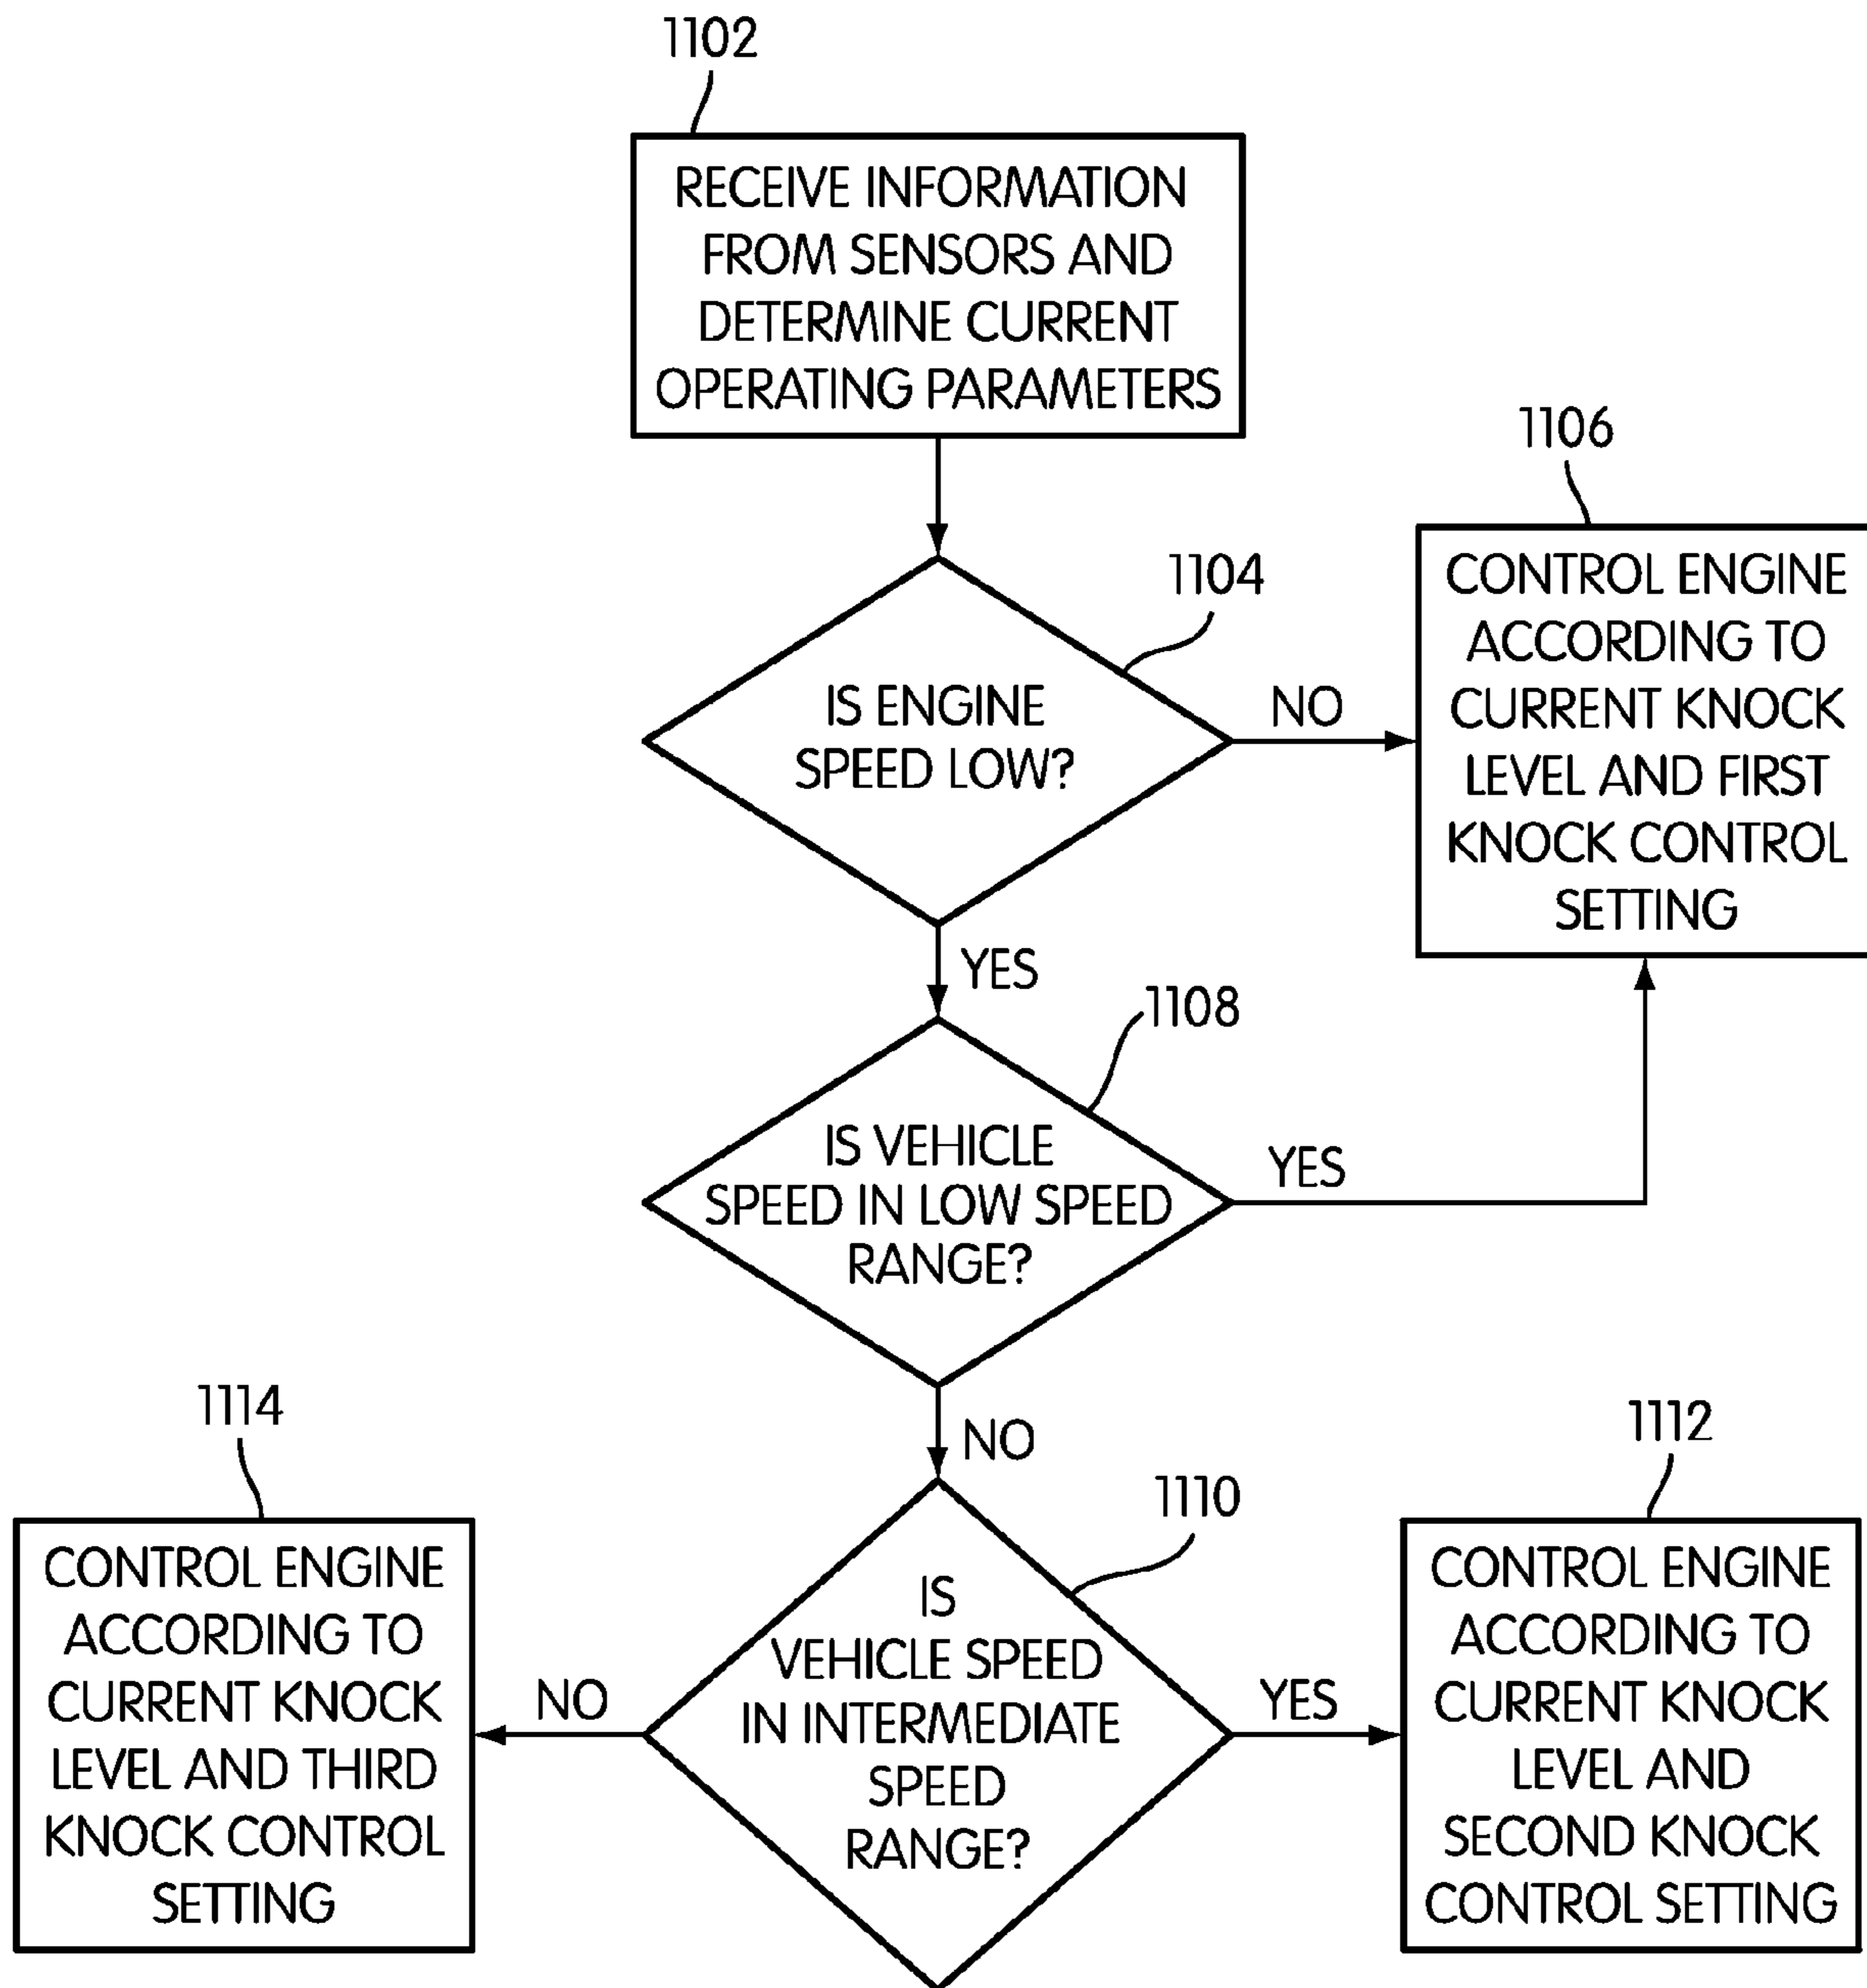 1102
RECEIVE INFORMATION
FROM SENSORS AND
DETERMINE CURRENT
OPERATING PARAMETERS
1104
IS ENGINE
SPEED LOW?
NO
YES
1106
CONTROL ENGINE
ACCORDING TO
CURRENT KNOCK
LEVEL AND FIRST
KNOCK CONTROL
SETTING
1108
IS VEHICLE
SPEED IN LOW SPEED
RANGE?
YES
NO
1110
IS
VEHICLE SPEED
IN INTERMEDIATE
SPEED
RANGE?
NO
YES
1114
CONTROL ENGINE
ACCORDING TO
CURRENT KNOCK
LEVEL AND THIRD
KNOCK CONTROL
SETTING
1112
CONTROL ENGINE
ACCORDING TO
CURRENT KNOCK
LEVEL AND
SECOND KNOCK
CONTROL SETTING